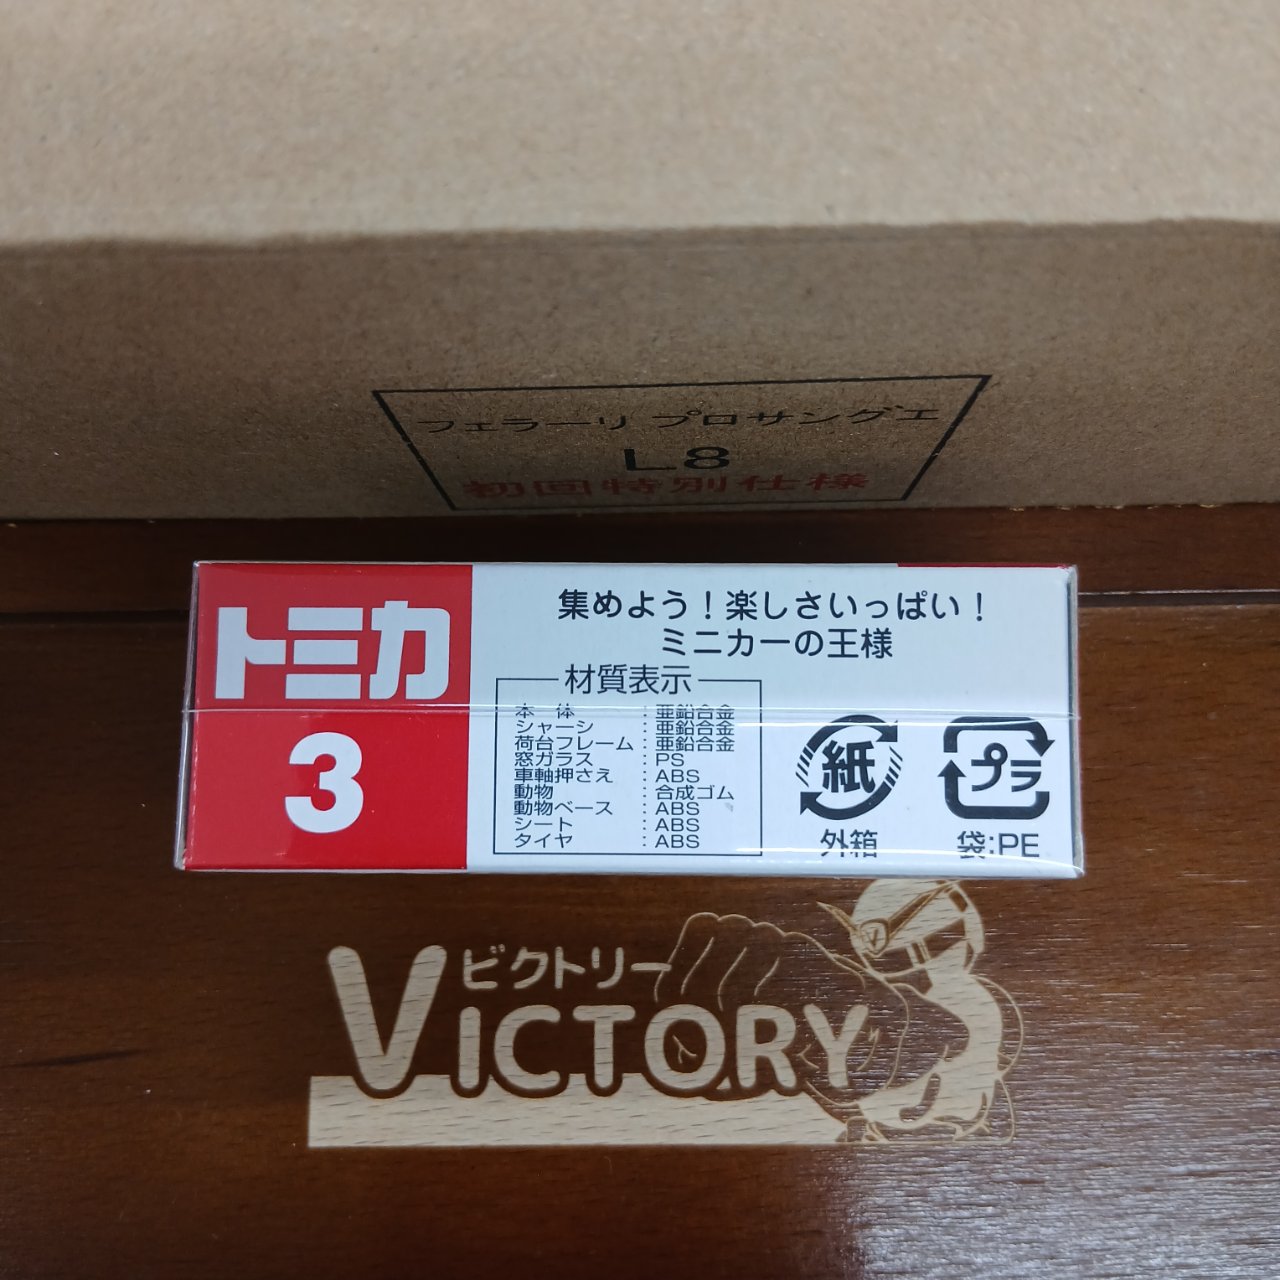 フェラーリ プロサングエ
L8
初回特別仕様
トミカ
3
集めよう!楽しさいっぱい!
ミニカーの王様
材質表示
本 体 :亜鉛合金
シャーシ :亜鉛合金
荷台フレーム:亜鉛合金
窓ガラス :PS
車軸押さえ :ABS
動物 :合成ゴム
動物ベース :ABS
シート :ABS
タイヤ :ABS
紙
外箱
プラ
袋:PE
ビクトリー
VICTORY
V